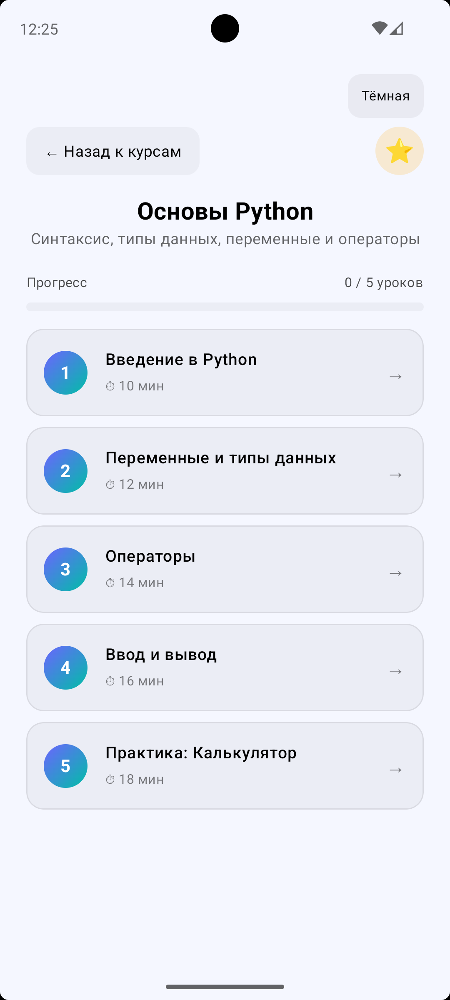 12:25
Тёмная
← Назад к курсам
Основы Python
Синтаксис, типы данных, переменные и операторы
Прогресс
0 / 5 уроков
1
Введение в Python
⏱ 10 мин
→
2
Переменные и типы данных
⏱ 12 мин
→
3
Операторы
⏱ 14 мин
→
4
Ввод и вывод
⏱ 16 мин
→
5
Практика: Калькулятор
⏱ 18 мин
→